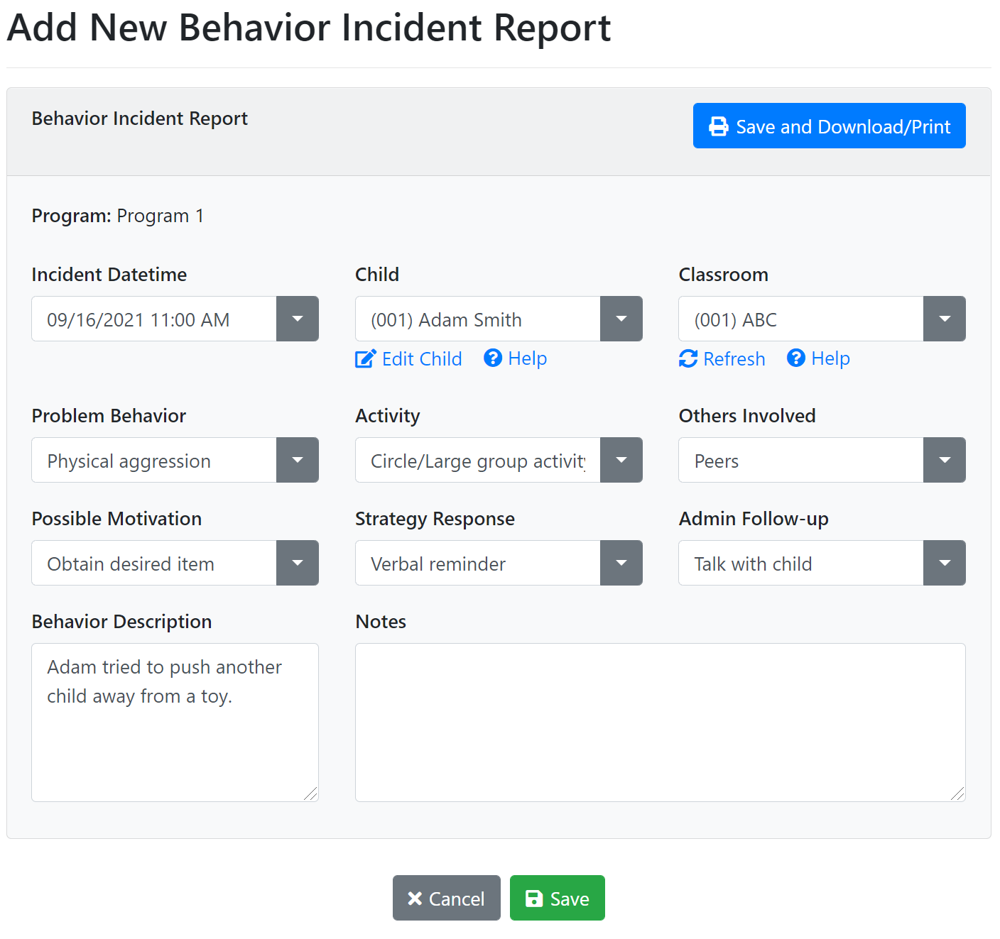 Add New Behavior Incident Report
Behavior Incident Report
Save and Download/Print
Program: Program 1
Incident Datetime
Child
Classroom
09/16/2021 11:00 AM
(001) Adam Smith
(001) ABC
Edit Child
Help
Refresh
Help
Problem Behavior
Activity
Others Involved
Physical aggression
Circle/Large group activity
Peers
Possible Motivation
Strategy Response
Admin Follow-up
Obtain desired item
Verbal reminder
Talk with child
Behavior Description
Notes
Adam tried to push another
child away from a toy.
Cancel
Save